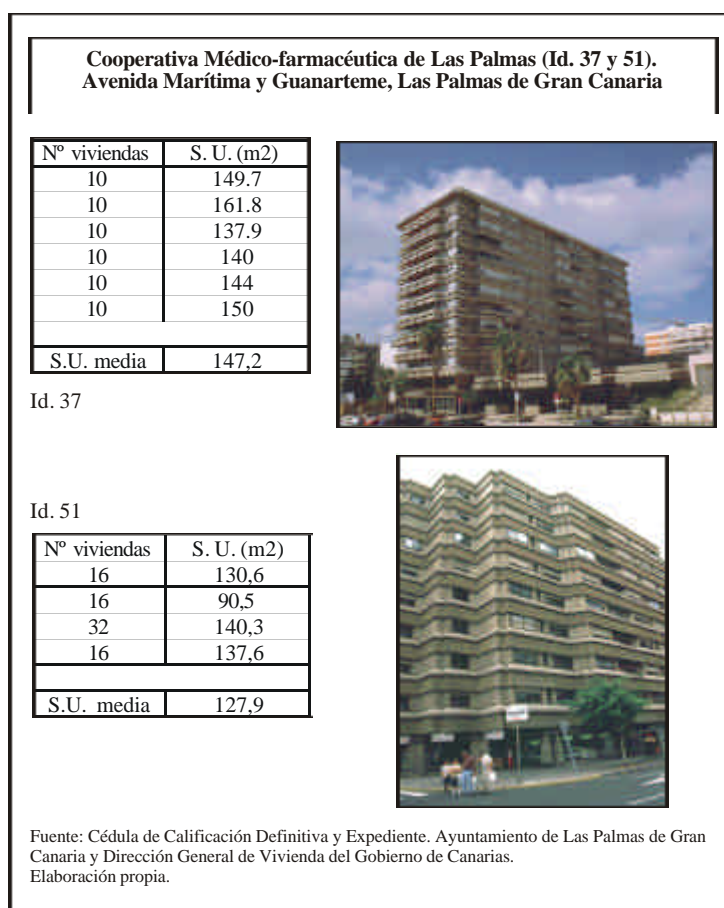 Cooperativa Médico-farmacéutica de Las Palmas (Id. 37 y 51).
Avenida Marítima y Guanarteme, Las Palmas de Gran Canaria
Nº viviendas S. U. (m2)
10 149.7
10 161.8
10 137.9
10 140
10 144
10 150
S.U. media 147,2
Id. 37
Id. 51
Nº viviendas S. U. (m2)
16 130,6
16 90,5
32 140,3
16 137,6
S.U. media 127,9
Fuente: Cédula de Calificación Definitiva y Expediente. Ayuntamiento de Las Palmas de Gran
Canaria y Dirección General de Vivienda del Gobierno de Canarias.
Elaboración propia.